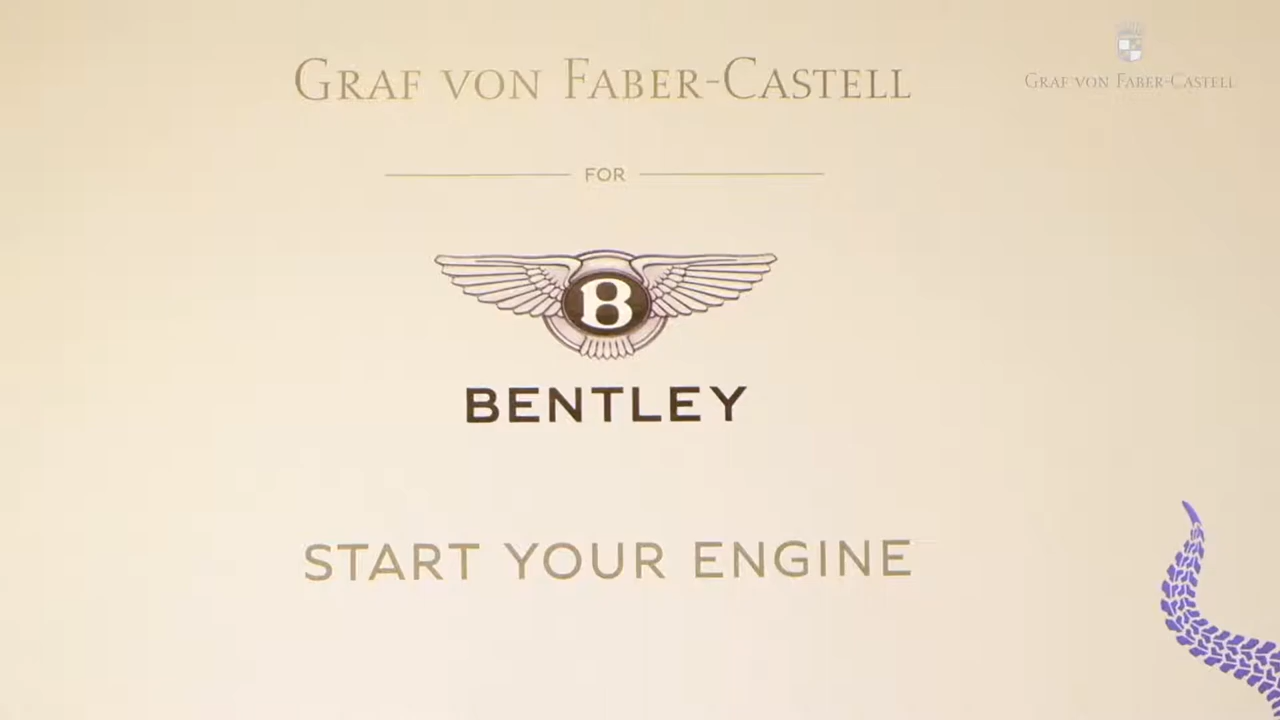 GRAF VON FABER-CASTELL
GRAF VON FABER-CASTELL
FOR
B
BENTLEY
START YOUR ENGINE